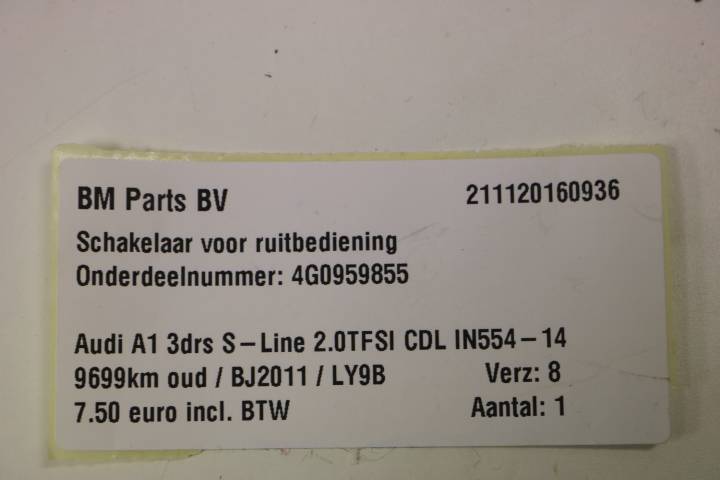 BM Parts BV 211120160936
Schakelaar voor ruitbediening
Onderdeelnummer: 4G0959855
Audi A1 3drs S-Line 2.0TFSI CDL IN554-14
9699km oud / BJ2011 / LY9B Verz: 8
7.50 euro incl. BTW Aantal: 1